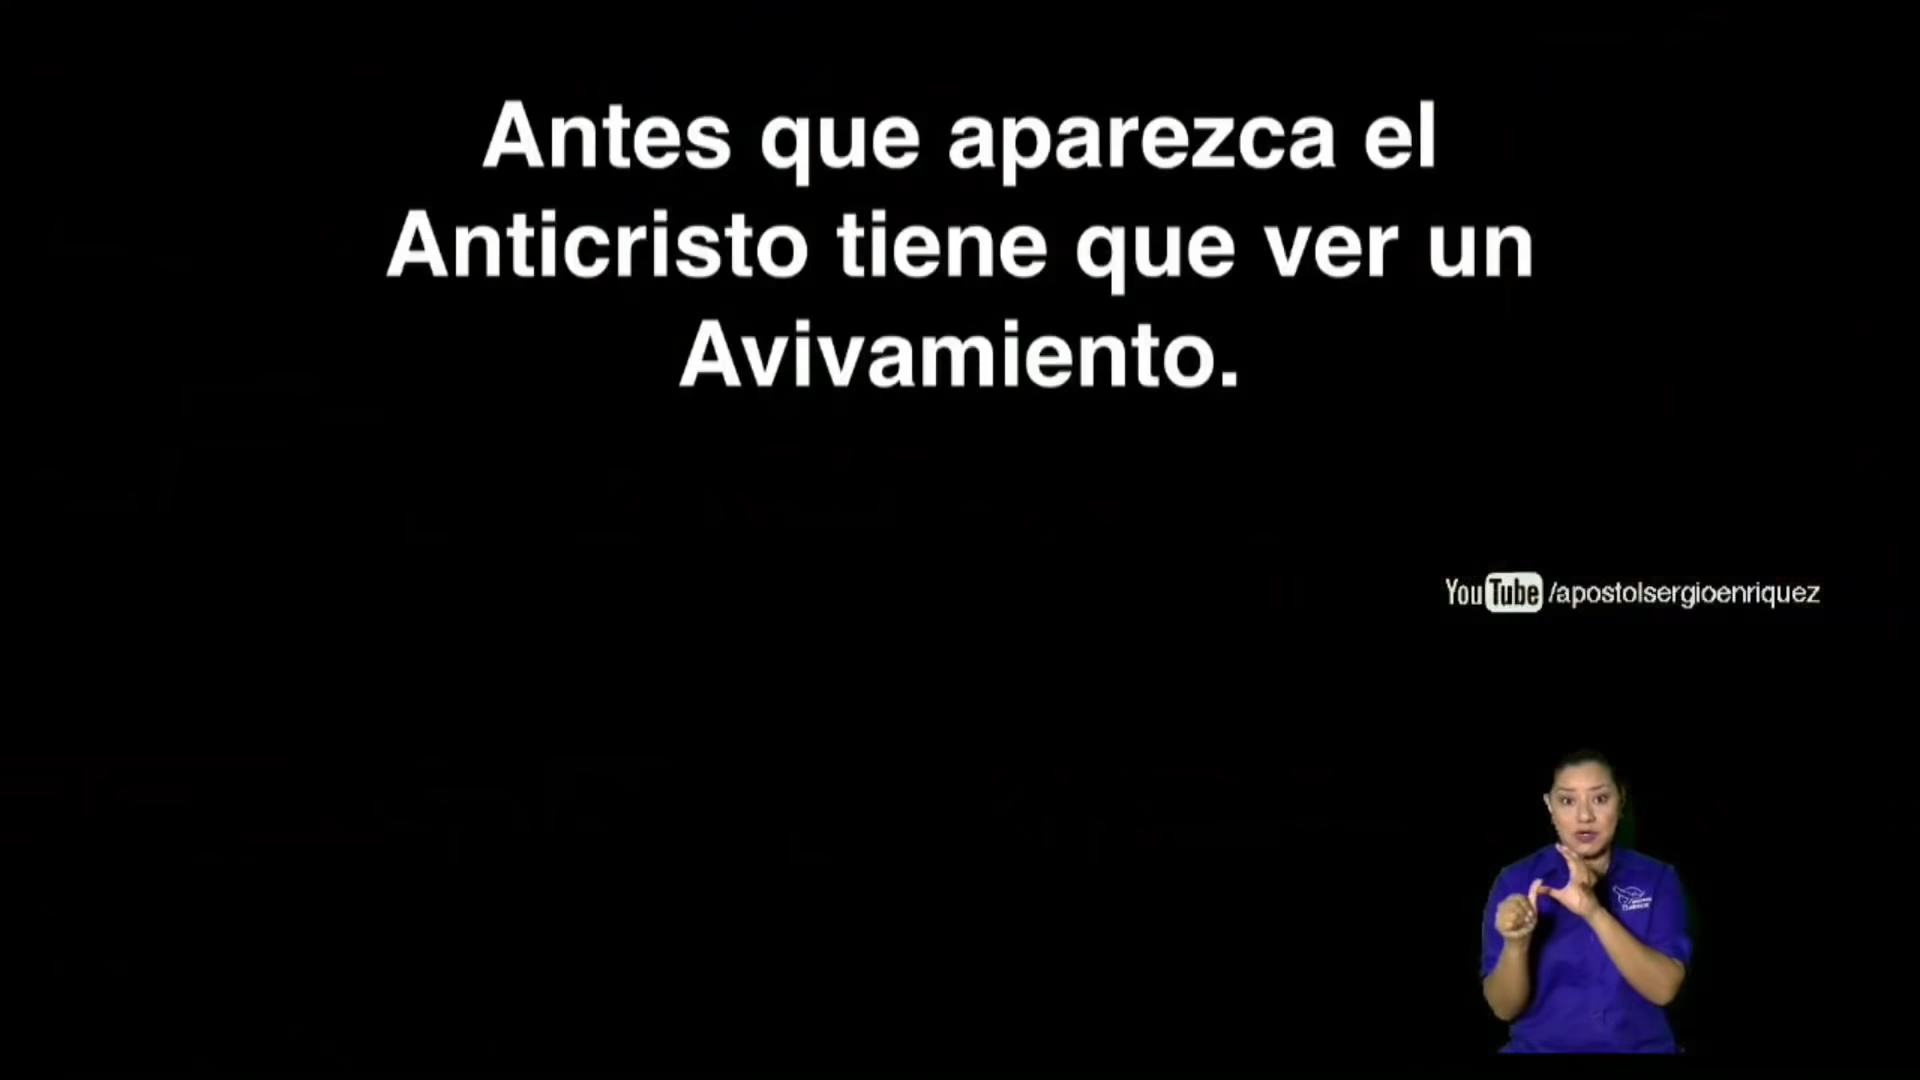 Antes que aparezca el
Anticristo tiene que ver un
Avivamiento.
YouTube /apostolsergioenriquez